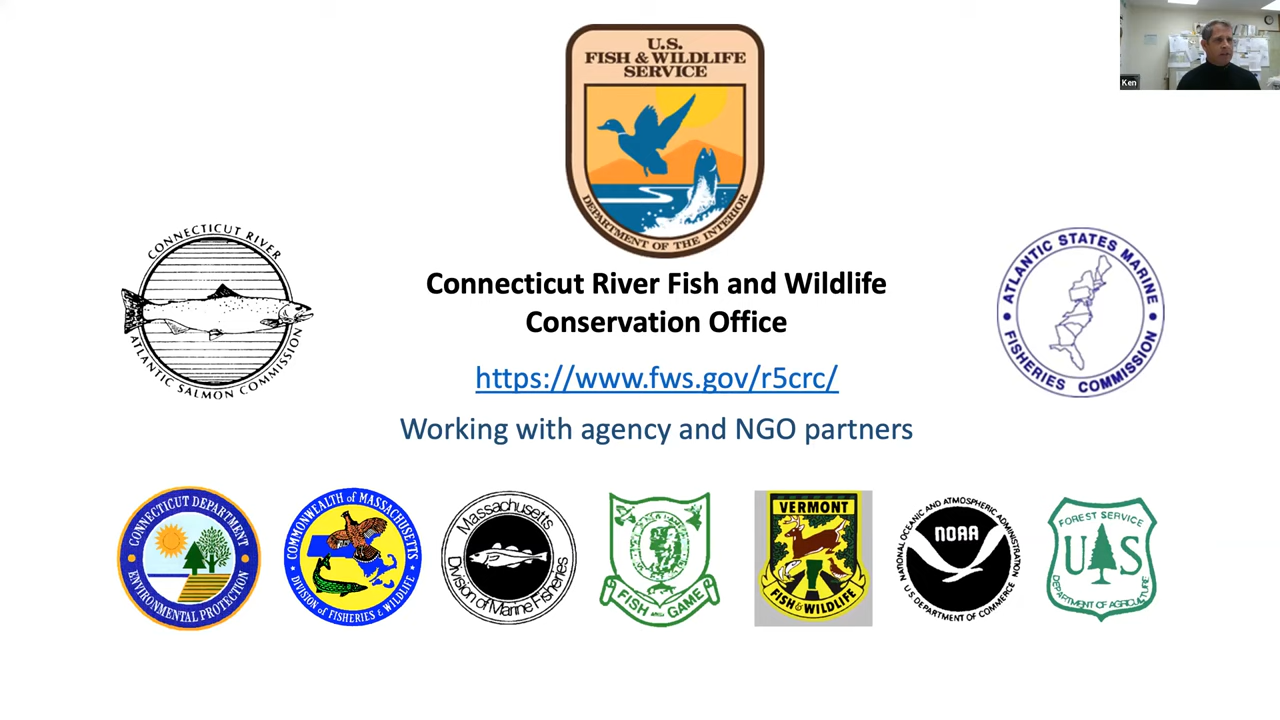 U.S.
FISH & WILDLIFE
SERVICE
DEPARTMENT OF THE INTERIOR
Ken
CONNECTICUT RIVER
ATLANTIC SALMON COMMISSION
ATLANTIC STATES MARINE
FISHERIES COMMISSION
Connecticut River Fish and Wildlife
Conservation Office
https://www.fws.gov/r5crc/
Working with agency and NGO partners
CONNECTICUT DEPARTMENT
ENVIRONMENTAL PROTECTION
COMMONWEALTH of MASSACHUSETTS
DIVISION of FISHERIES & WILDLIFE
Massachusetts
Division of Marine Fisheries
FISH AND GAME
VERMONT
FISH & WILDLIFE
NATIONAL OCEANIC AND ATMOSPHERIC ADMINISTRATION
NOAA
U.S. DEPARTMENT OF COMMERCE
FOREST SERVICE
U S
DEPARTMENT OF AGRICULTURE